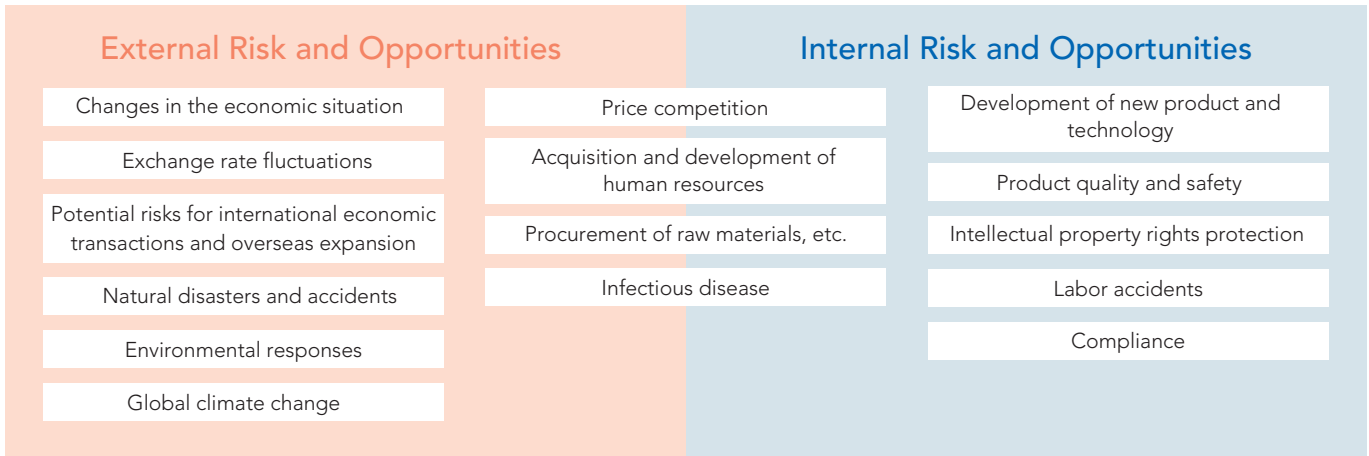 External Risk and Opportunities
Internal Risk and Opportunities
Changes in the economic situation
Exchange rate fluctuations
Potential risks for international economic
transactions and overseas expansion
Natural disasters and accidents
Environmental responses
Global climate change
Price competition
Acquisition and development of
human resources
Procurement of raw materials, etc.
Infectious disease
Development of new product and
technology
Product quality and safety
Intellectual property rights protection
Labor accidents
Compliance